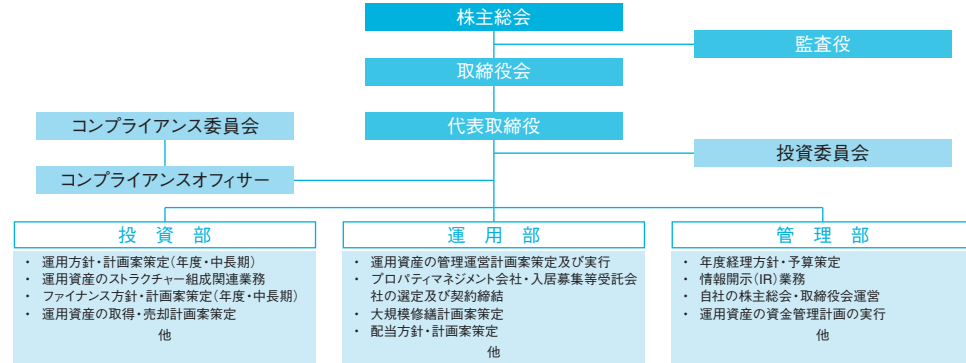 株主総会
監査役
取締役会
コンプライアンス委員会
代表取締役
投資委員会
コンプライアンスオフィサー
投資部
・ 運用方針・計画案策定(年度・中長期)
・ 運用資産のストラクチャー組成関連業務
・ ファイナンス方針・計画案策定(年度・中長期)
・ 運用資産の取得・売却計画案策定
他
運用部
・ 運用資産の管理運営計画案策定及び実行
・ プロパティマネジメント会社・入居募集等受託会
社の選定及び契約締結
・ 大規模修繕計画案策定
・ 配当方針・計画案策定
他
管理部
・ 年度経理方針・予算策定
・ 情報開示(IR)業務
・ 自社の株主総会・取締役会運営
・ 運用資産の資金管理計画の実行
他